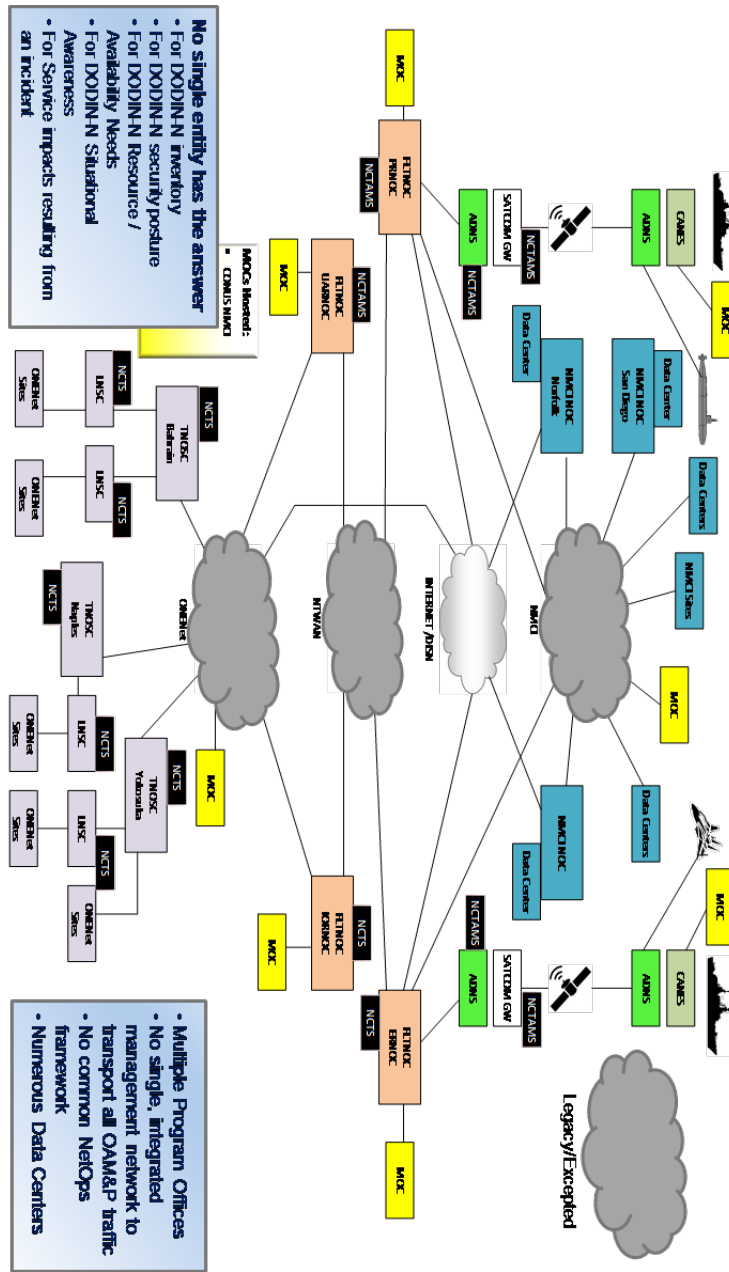 MOC
MOC
CANES
CANES
Legacy/Excepted
ADNS
Data Center
NMCI NOC
San Diego
Data Centers
NMCI Sites
MOC
Data Centers
ADNS
Data Center
NMCI NOC
Norfolk
NMCI
NMCI NOC
Data Center
NCTAMS
SATCOM GW
SATCOM GW
NCTAMS
ADNS
NCTAMS
INTERNET /DISN
NCTAMS
ADNS
MOC
FLTNOC
PRNOC
NCTAMS
NTWAN
FLTNOC
ERNOC
NCTS
MOC
FLTNOC
UARNOC
NCTAMS
MOC
FLTNOC
IORNOC
NCTS
MOC
MOCs Hosted:
• CONUS NMCI
ONENet
MOC
No single entity has the answer
• For DODIN-N inventory
• For DODIN-N security posture
• For DODIN-N Resource /
Availability Needs
• For DODIN-N Situational
Awareness
• For Service impacts resulting from
an incident
NCTS
TNOSC
Bahrain
NCTS
LNSC
ONENet
Sites
NCTS
LNSC
ONENet
Sites
TNOSC
Naples
NCTS
NCTS
LNSC
ONENet
Sites
NCTS
TNOSC
Yokosuka
LNSC
NCTS
ONENet
Sites
ONENet
Sites
• Multiple Program Offices
• No single, integrated
management network to
transport all OAM&P traffic
• No common NetOps
framework
• Numerous Data Centers